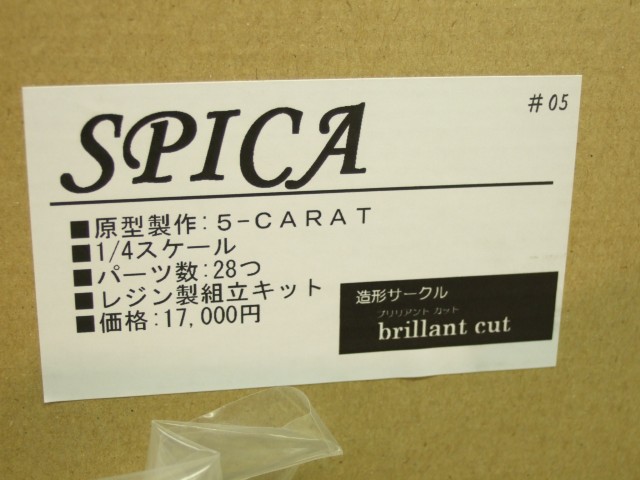 SPICA
#05
■原型製作:5-CARAT
■1/4スケール
■パーツ数:28つ
■レジン製組立キット
■価格:17,000円
造形サークル
ブリリアント カット
brillant cut